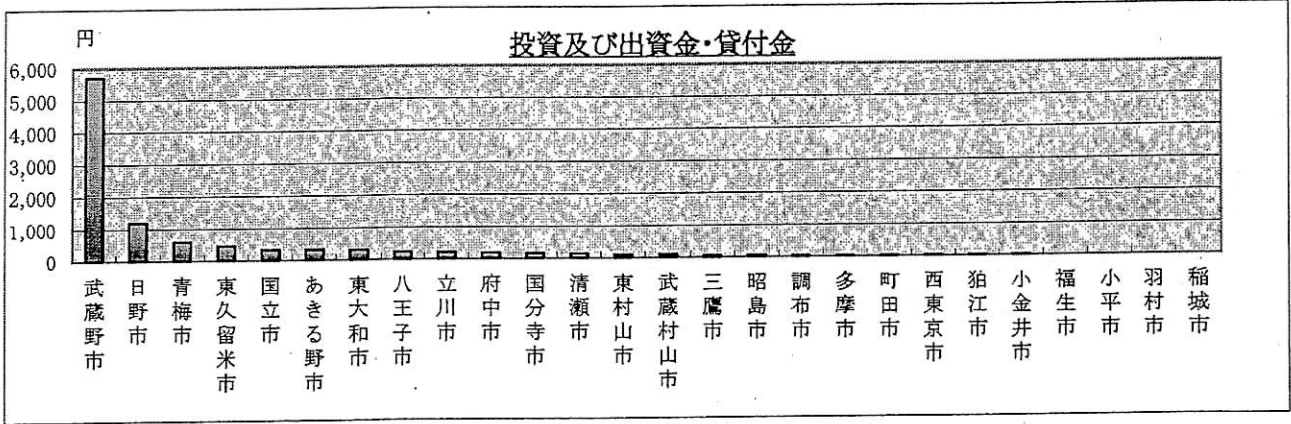 円
投資及び出資金・貸付金
6,000
5,000
4,000
3,000
2,000
1,000
0
武蔵野市
日野市
青梅市
東久留米市
国立市
あきる野市
東大和市
八王子市
立川市
府中市
国分寺市
清瀬市
東村山市
武蔵村山市
三鷹市
昭島市
調布市
多摩市
町田市
西東京市
狛江市
小金井市
福生市
小平市
羽村市
稲城市